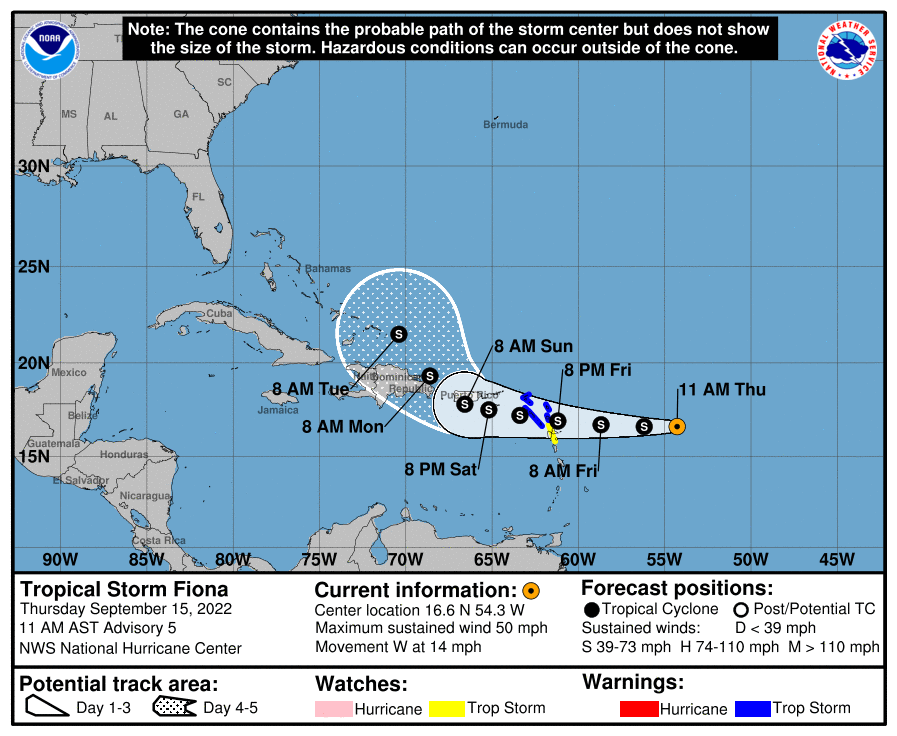 Note: The cone contains the probable path of the storm center but does not show
the size of the storm. Hazardous conditions can occur outside of the cone.
NOAA
NATIONAL WEATHER SERVICE
SC
MS
AL
GA
Bermuda
30N
FL
25N
Bahamas
Cuba
8 AM Sun
20N
8 PM Fri
Mexico
Haiti
Dominican
Republic
8 AM Tue
Puerto Rico
11 AM Thu
Jamaica
Belize
8 AM Mon
Guatemala
Honduras
15N
8 PM Sat
8 AM Fri
El Salvador
Nicaragua
Costa Rica
90W 85W 80W 75W 70W 65W 60W 55W 50W 45W
Tropical Storm Fiona
Thursday September 15, 2022
11 AM AST Advisory 5
NWS National Hurricane Center
Current information:
Center location 16.6 N 54.3 W
Maximum sustained wind 50 mph
Movement W at 14 mph
Forecast positions:
Tropical Cyclone Post/Potential TC
Sustained winds: D < 39 mph
S 39-73 mph H 74-110 mph M > 110 mph
Potential track area:
Day 1-3 Day 4-5
Watches:
Hurricane Trop Storm
Warnings:
Hurricane Trop Storm
S
S
S
S
S
S
S
S
S